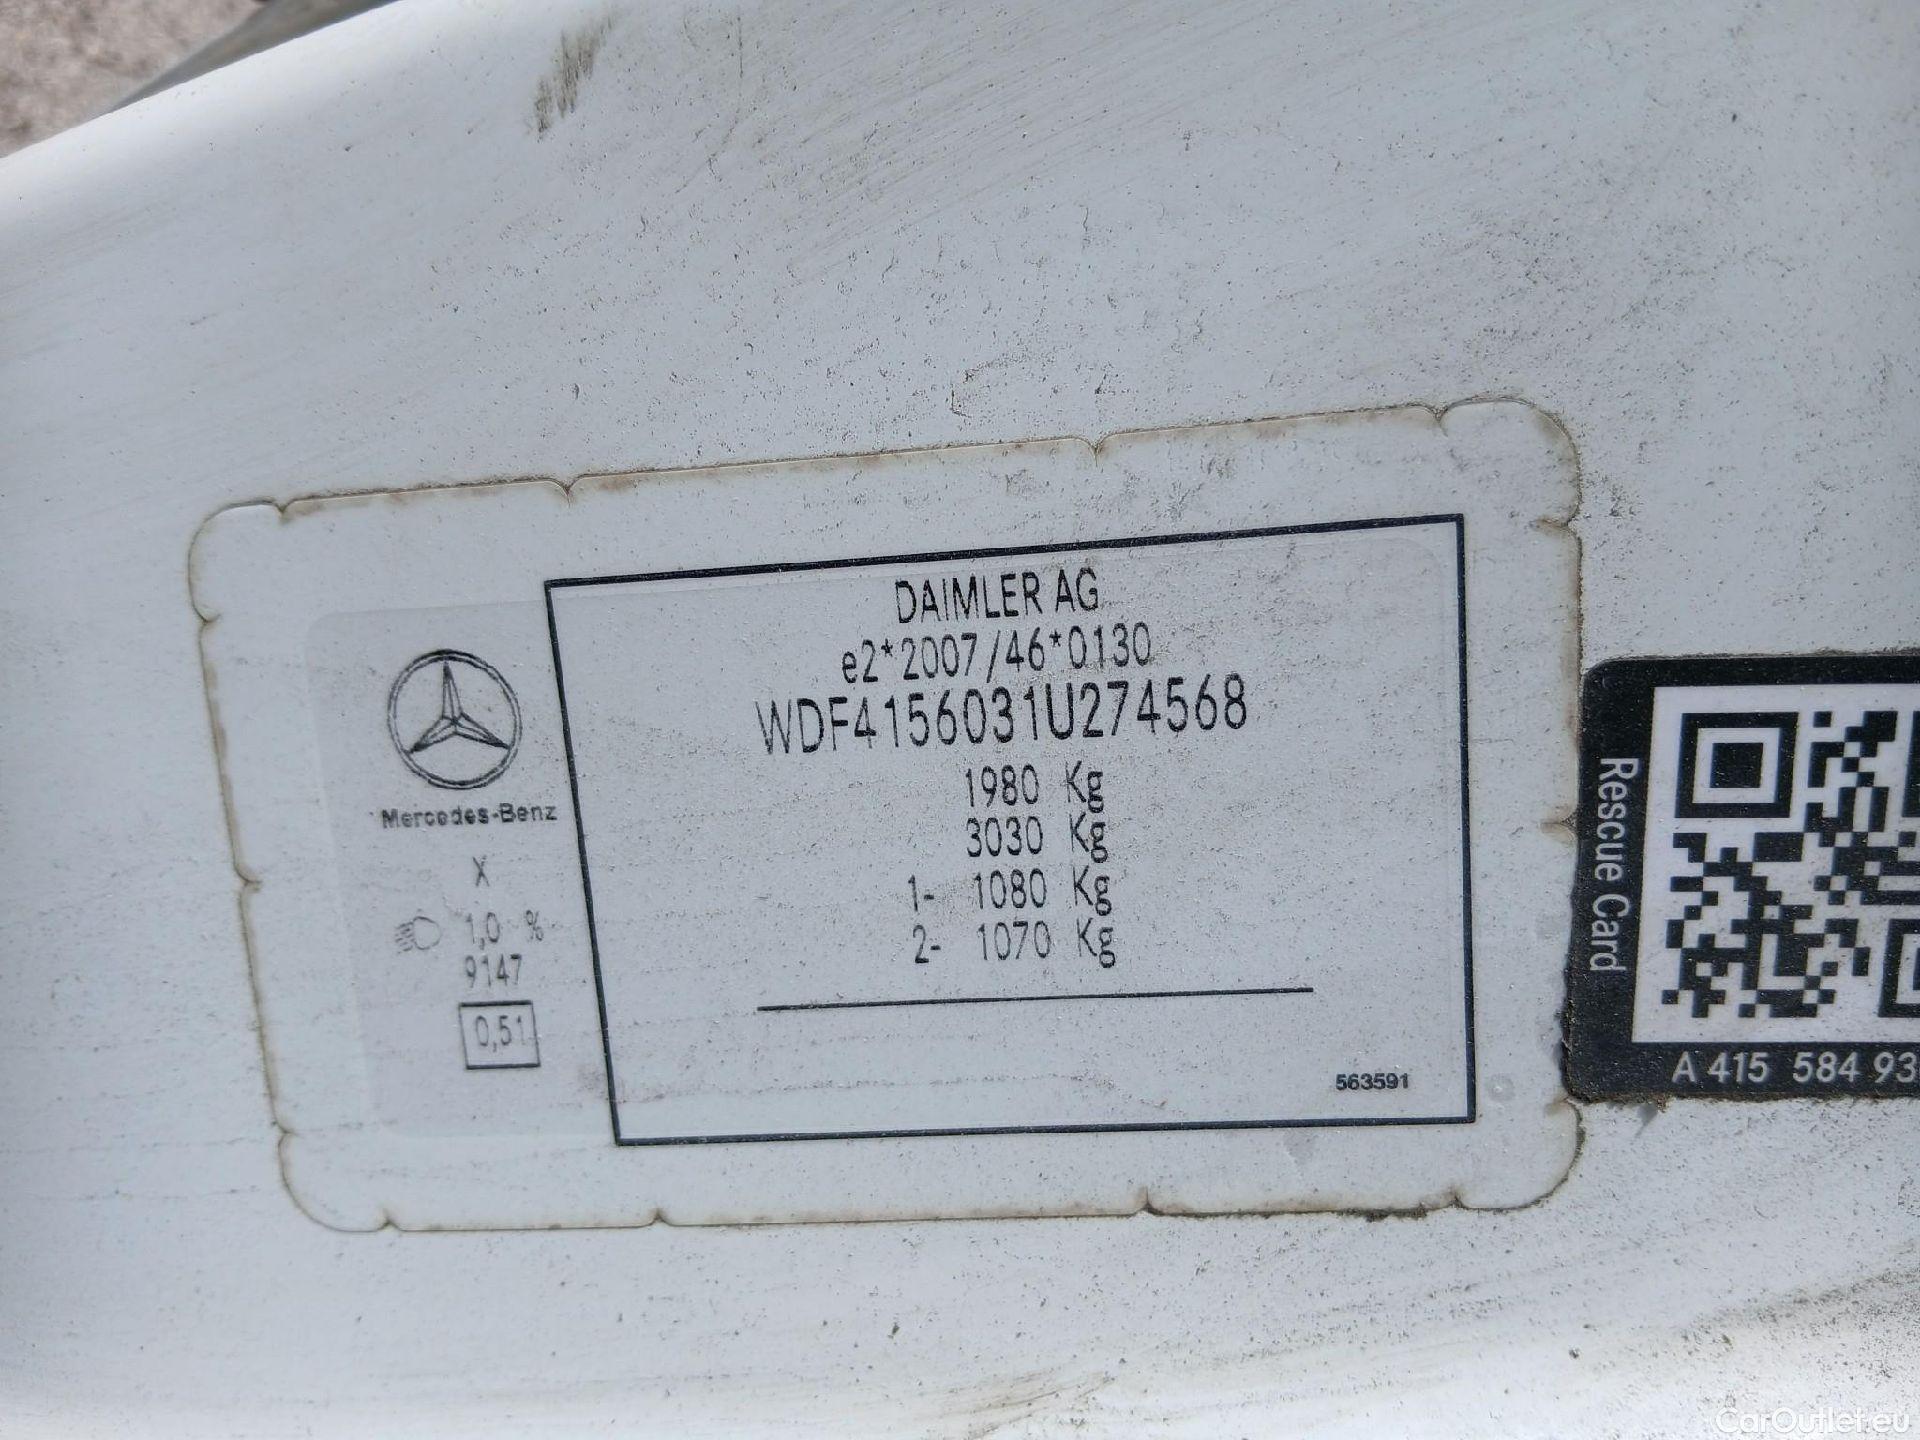 DAIMLER AG
e2*2007/46*0130
WDF4156031U274568
1980 Kg
3030 Kg
1- 1080 Kg
2- 1070 Kg
563591
Mercedes-Benz
X
1,0 %
9147
0,51
Rescue Card
A 415 584 93
CarOutlet.eu